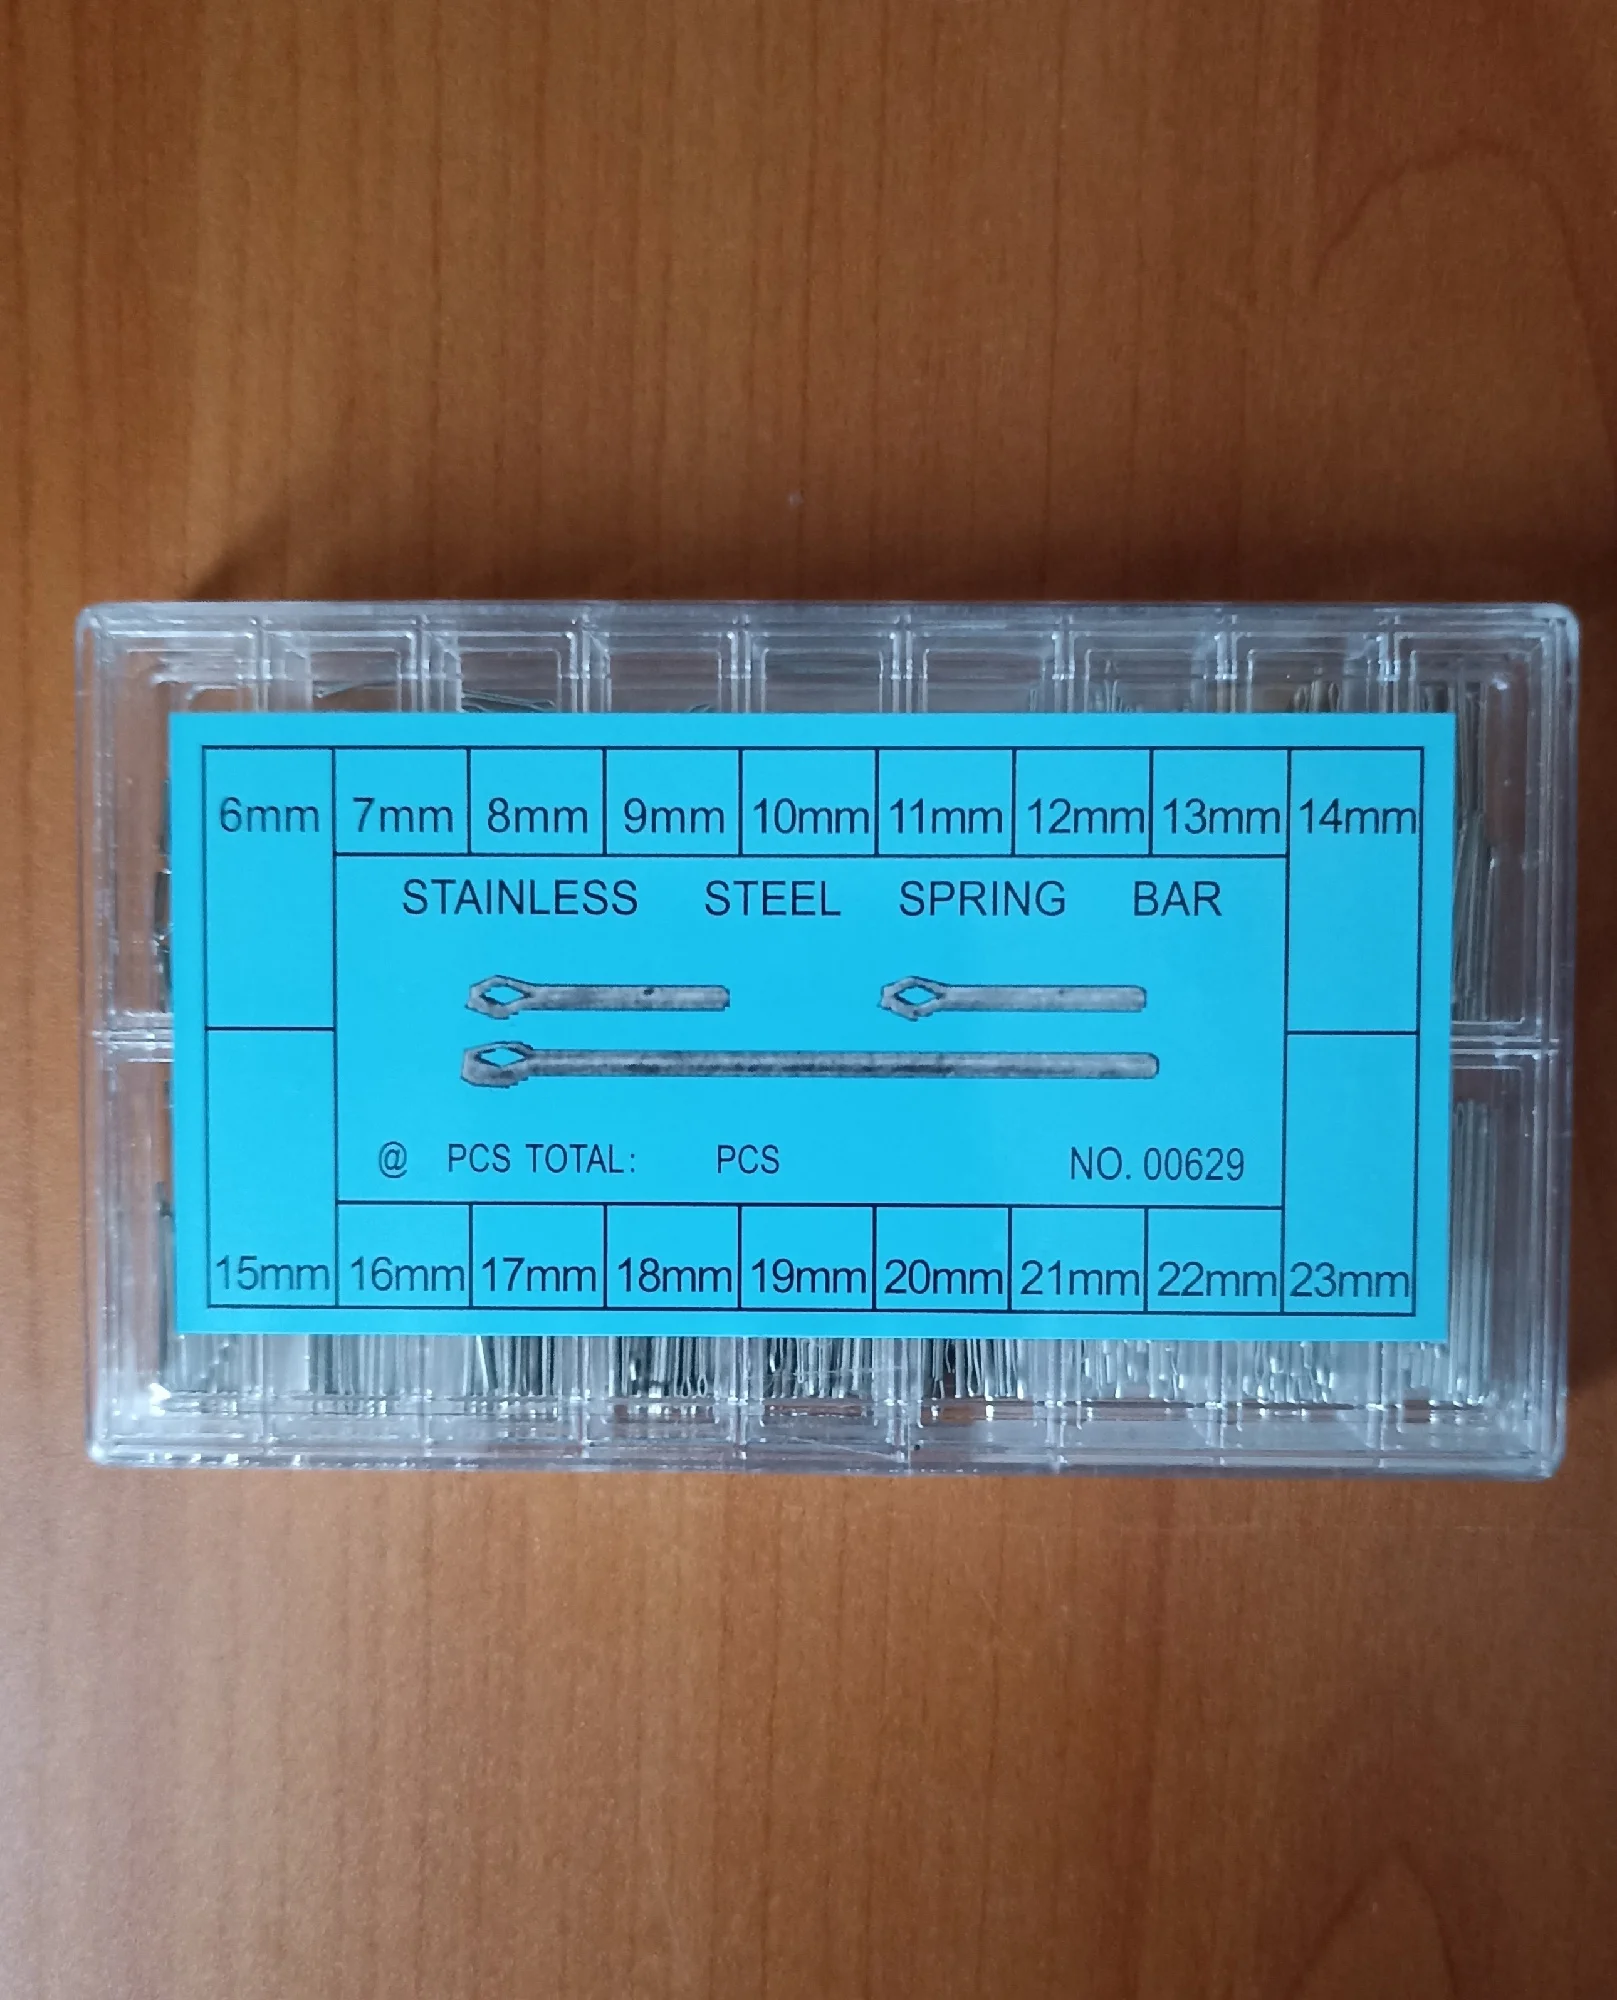 6mm 7mm 8mm 9mm 10mm 11mm 12mm 13mm 14mm
STAINLESS STEEL SPRING BAR
@ PCS TOTAL: PCS NO. 00629
15mm 16mm 17mm 18mm 19mm 20mm 21mm 22mm 23mm